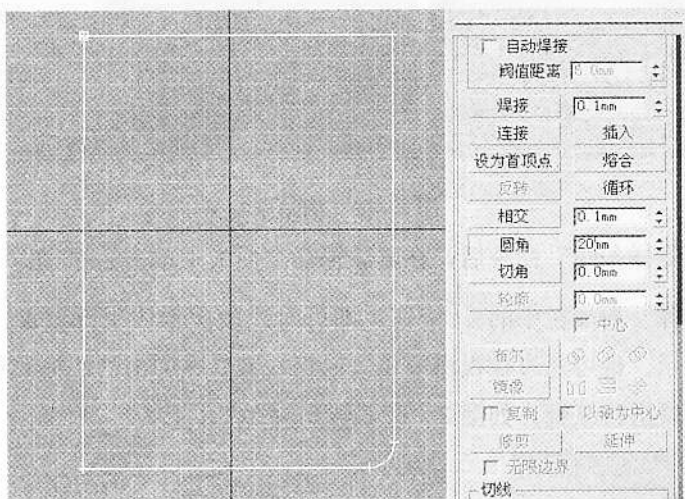 自动焊接
阈值距离 5.0mm
焊接 0.1mm
连接 插入
设为首顶点 熔合
反转 循环
相交 0.1mm
圆角 20mm
切角 0.0mm
轮廓 0.0mm
中心
布尔
镜像
复制 以轴为中心
修剪 延伸
无限边界
切线